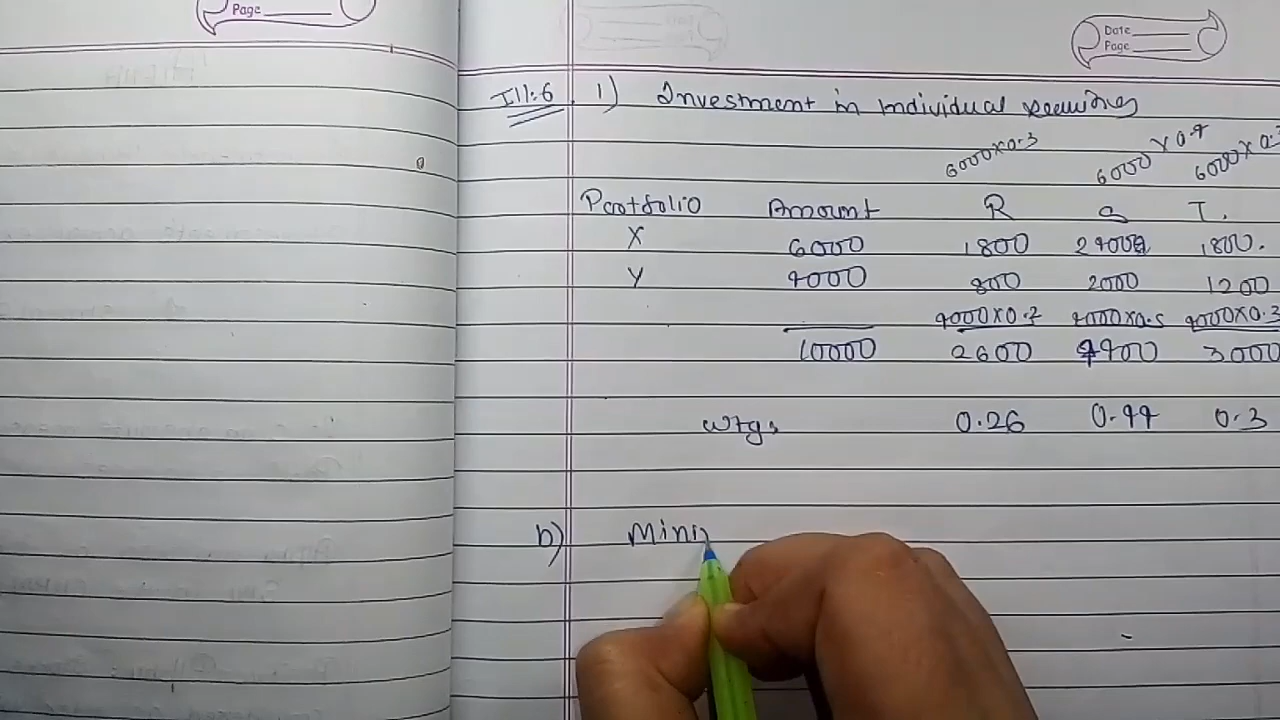 Page
Date
Page
Ill:6 1) Investment in Individual securities
6000×0.3 6000×0.4 6000×0.3
Portfolio Amount R S T.
X 6000 1800 2400 1800.
Y 4000 800 2000 1200
4000×0.2 4000×0.5 4000×0.3
10000 2600 4400 3000
wtgs 0.26 0.44 0.3
b) Mini